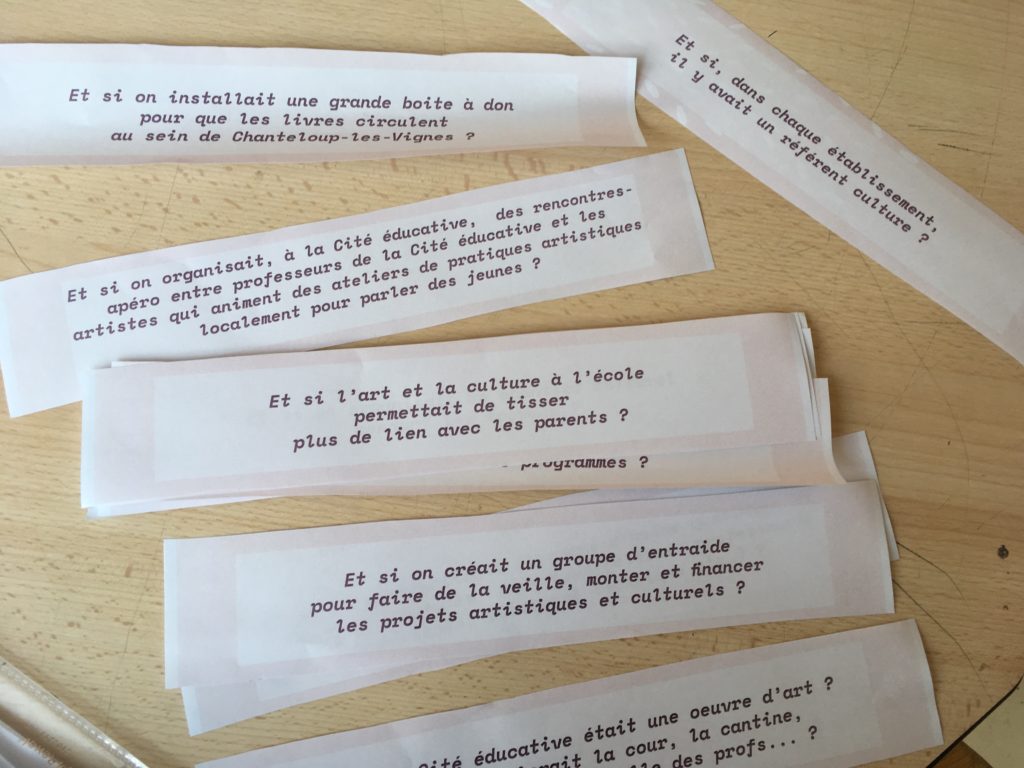 Et si on installait une grande boite à don
pour que les livres circulent
au sein de Chanteloup-les-Vignes ?
Et si, dans chaque établissement,
il y avait un référent culture ?
Et si on organisait, à la Cité éducative, des rencontres-
apéro entre professeurs de la Cité éducative et les
artistes qui animent des ateliers de pratiques artistiques
localement pour parler des jeunes ?
Et si l'art et la culture à l'école
permettait de tisser
plus de lien avec les parents ?
programmes ?
Et si on créait un groupe d'entraide
pour faire de la veille, monter et financer
les projets artistiques et culturels ?
Cité éducative était une oeuvre d'art ?
la cour, la cantine,
des profs... ?